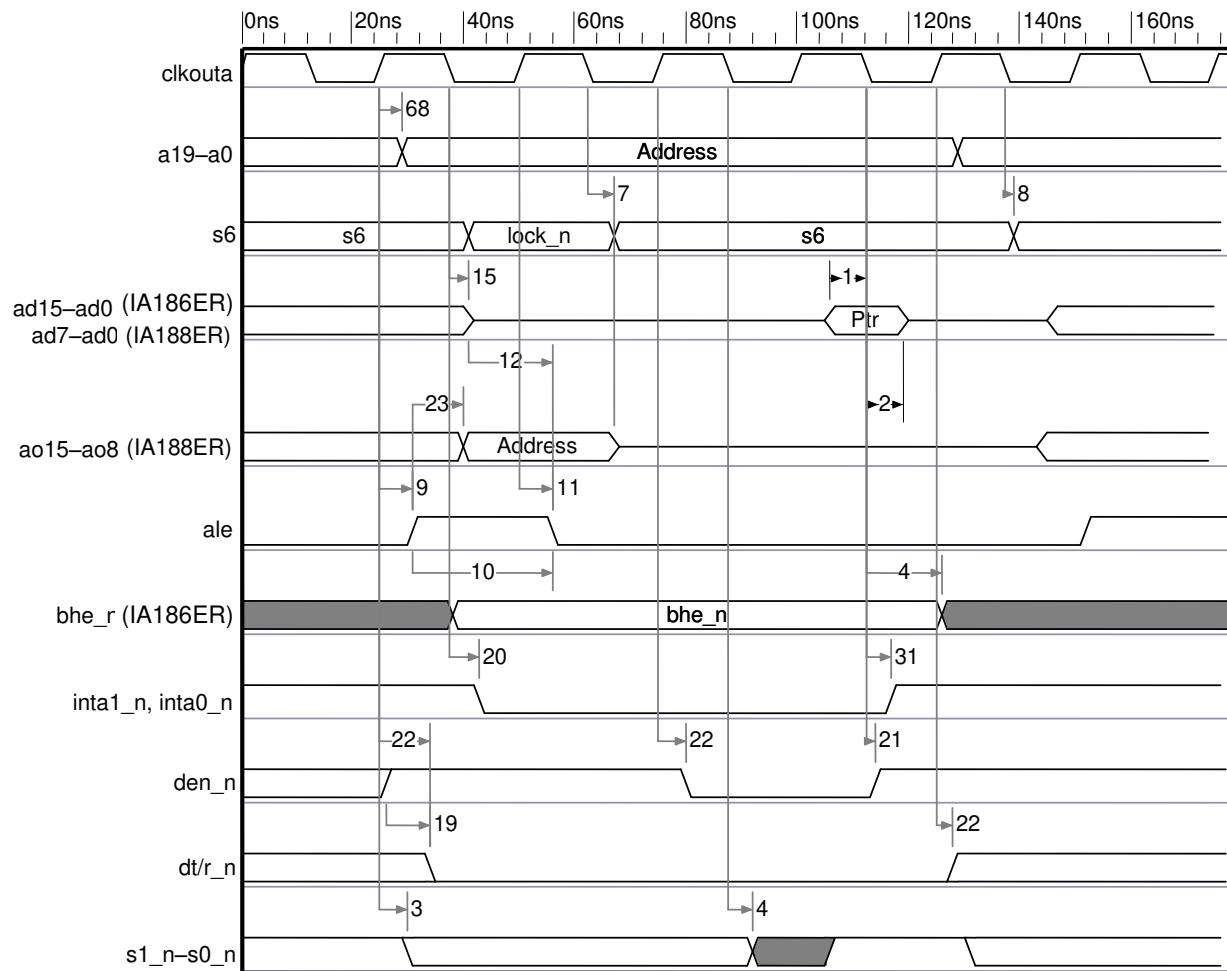 0ns 20ns 40ns 60ns 80ns 100ns 120ns 140ns 160ns
clkouta
68
a19–a0 Address
7 8
s6 s6 lock_n s6
15 1
ad15–ad0 (IA186ER)
Ptr
ad7–ad0 (IA188ER)
12
23 2
ao15–ao8 (IA188ER) Address
9 11
ale
10 4
bhe_n (IA186ER) bhe_n
20 31
inta1_n, inta0_n
22 22 21
den_n
19 22
dt/r_n
3 4
s1_n–s0_n